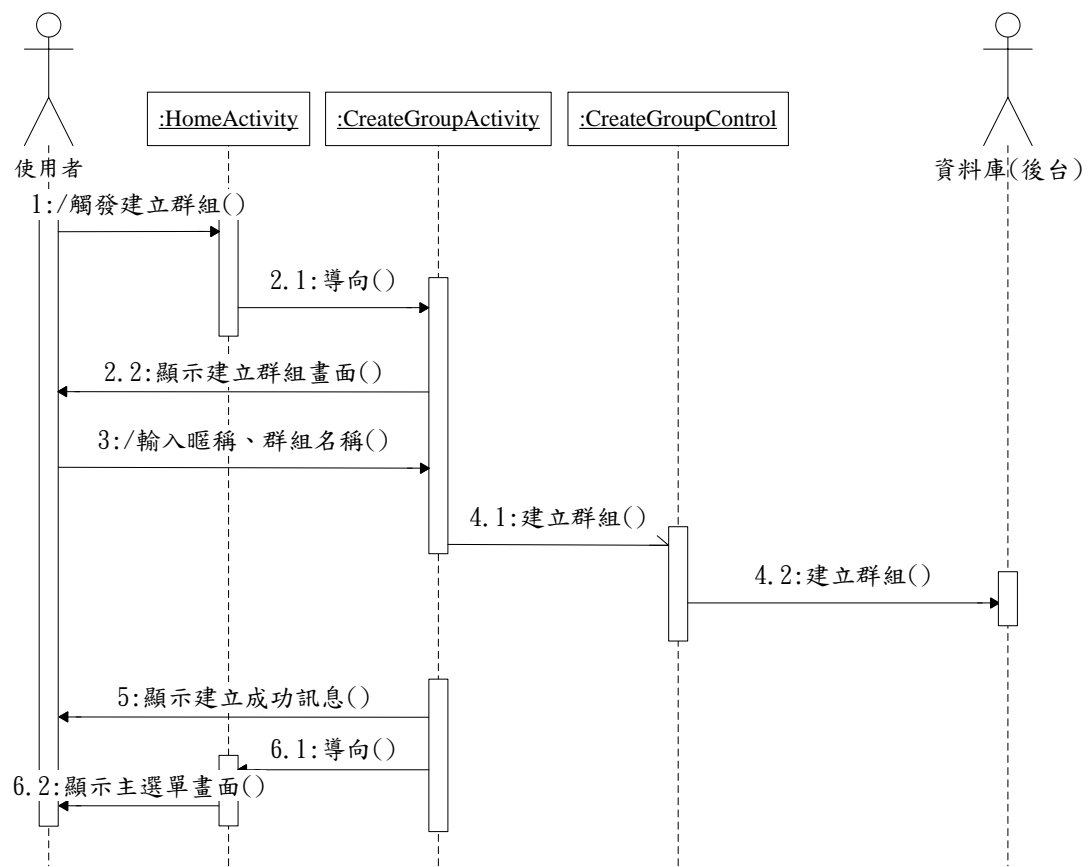 :HomeActivity
:CreateGroupActivity
:CreateGroupControl
使用者
資料庫(後台)
1:/觸發建立群組()
2.1:導向()
2.2:顯示建立群組畫面()
3:/輸入暱稱、群組名稱()
4.1:建立群組()
4.2:建立群組()
5:顯示建立成功訊息()
6.1:導向()
6.2:顯示主選單畫面()